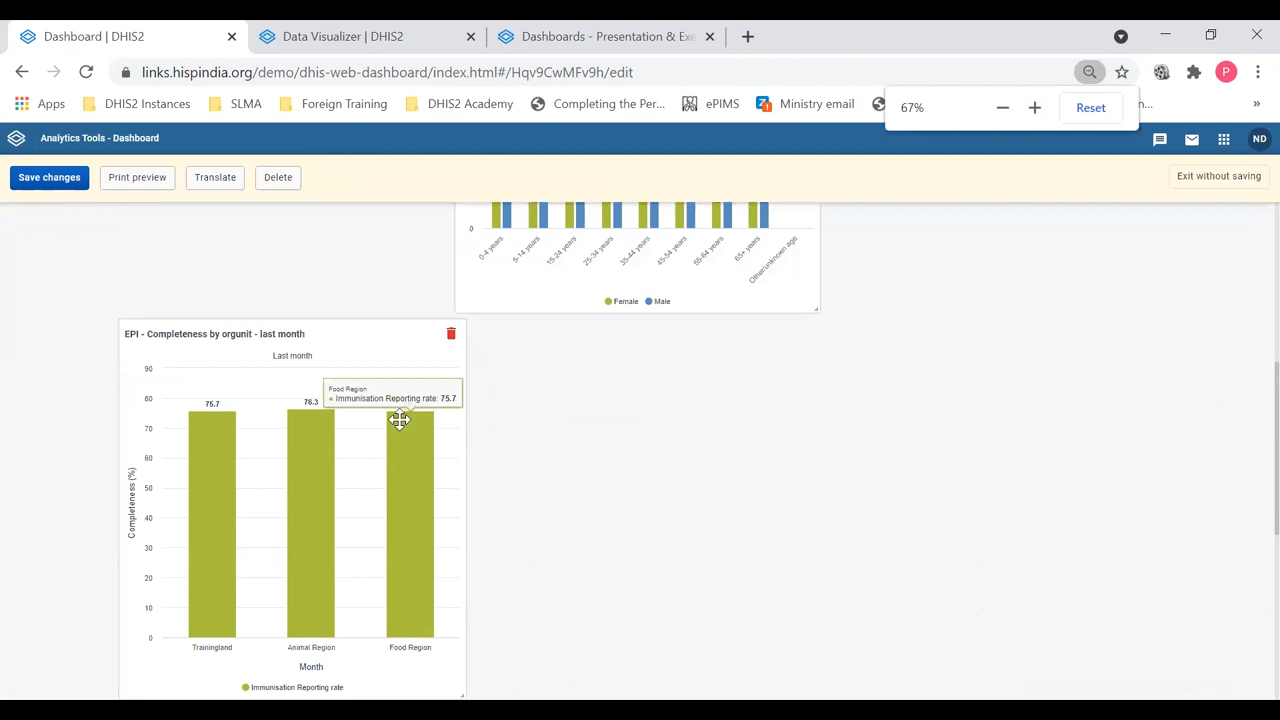 Dashboard | DHIS2
Data Visualizer | DHIS2
Dashboards - Presentation & Exe
links.hispindia.org/demo/dhis-web-dashboard/index.html#/Hqv9CwMFv9h/edit
P
Apps
DHIS2 Instances
SLMA
Foreign Training
DHIS2 Academy
Completing the Per...
ePIMS
Ministry email
»
67%
Reset
Analytics Tools - Dashboard
ND
Save changes
Print preview
Translate
Delete
Exit without saving
0
0-4 years
5-14 years
15-24 years
25-34 years
35-44 years
45-54 years
55-64 years
65+ years
Other/unknown age
Female
Male
EPI - Completeness by orgunit - last month
Last month
Completeness (%)
90
80
70
60
50
40
30
20
10
0
75.7
76.3
Food Region
Immunisation Reporting rate: 75.7
Trainingland
Animal Region
Food Region
Month
Immunisation Reporting rate